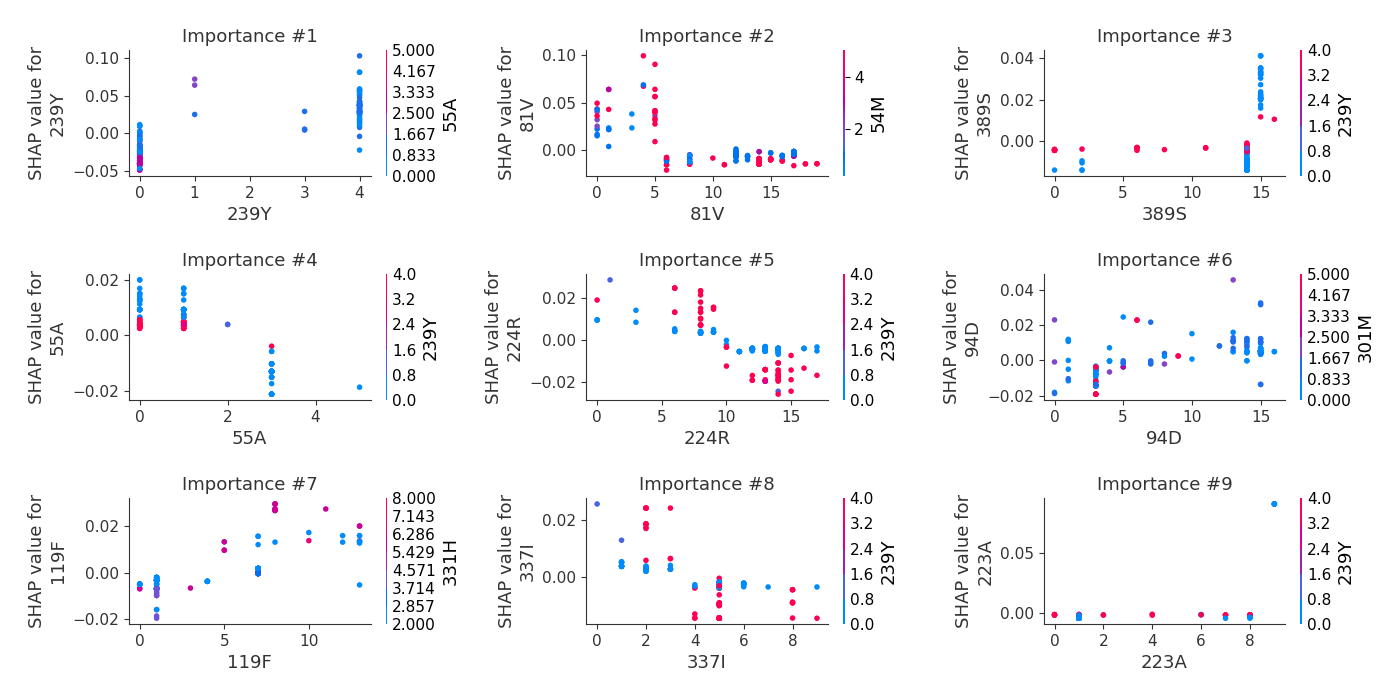 Importance #1
SHAP value for
239Y
0.10
0.05
0.00
−0.05
0
1
2
3
4
239Y
5.000
4.167
3.333
2.500
1.667
0.833
0.000
55A
Importance #2
SHAP value for
81V
0.10
0.05
0.00
0
5
10
15
81V
4
2
54M
Importance #3
SHAP value for
389S
0.04
0.02
0.00
0
5
10
15
389S
4.0
3.2
2.4
1.6
0.8
0.0
239Y
Importance #4
SHAP value for
55A
0.02
0.00
−0.02
0
2
4
55A
4.0
3.2
2.4
1.6
0.8
0.0
239Y
Importance #5
SHAP value for
224R
0.02
0.00
−0.02
0
5
10
15
224R
4.0
3.2
2.4
1.6
0.8
0.0
239Y
Importance #6
SHAP value for
94D
0.04
0.02
0.00
−0.02
0
5
10
15
94D
5.000
4.167
3.333
2.500
1.667
0.833
0.000
301M
Importance #7
SHAP value for
119F
0.02
0.00
−0.02
0
5
10
119F
8.000
7.143
6.286
5.429
4.571
3.714
2.857
2.000
331H
Importance #8
SHAP value for
337I
0.02
0.00
0
2
4
6
8
337I
4.0
3.2
2.4
1.6
0.8
0.0
239Y
Importance #9
SHAP value for
223A
0.05
0.00
0
2
4
6
8
223A
4.0
3.2
2.4
1.6
0.8
0.0
239Y